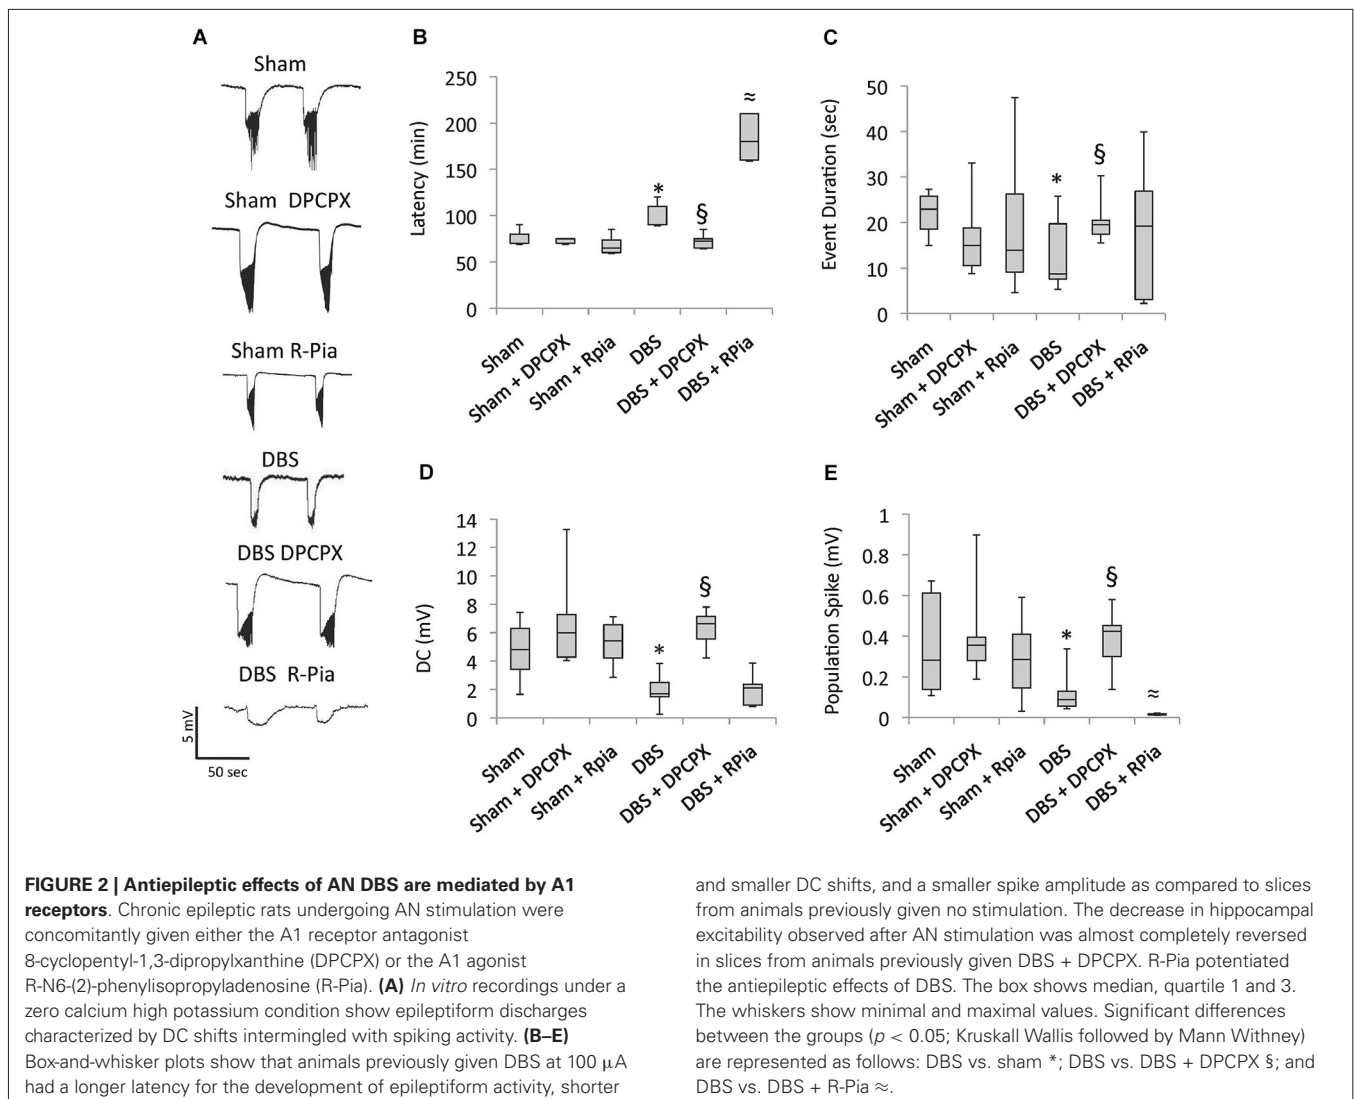 A
Sham
Sham DPCPX
Sham R-Pia
DBS
DBS DPCPX
DBS R-Pia
5 mV
50 sec
B
Latency (min)
250
200
150
100
50
0
≈
*
§
Sham
Sham + DPCPX
Sham + Rpia
DBS
DBS + DPCPX
DBS + RPia
C
Event Duration (sec)
50
40
30
20
10
0
*
§
Sham
Sham + DPCPX
Sham + Rpia
DBS
DBS + DPCPX
DBS + RPia
D
DC (mV)
14
12
10
8
6
4
2
0
*
§
Sham
Sham + DPCPX
Sham + Rpia
DBS
DBS + DPCPX
DBS + RPia
E
Population Spike (mV)
1
0.8
0.6
0.4
0.2
0
*
§
≈
Sham
Sham + DPCPX
Sham + Rpia
DBS
DBS + DPCPX
DBS + RPia
FIGURE 2 | Antiepileptic effects of AN DBS are mediated by A1
receptors. Chronic epileptic rats undergoing AN stimulation were
concomitantly given either the A1 receptor antagonist
8-cyclopentyl-1,3-dipropylxanthine (DPCPX) or the A1 agonist
R-N6-(2)-phenylisopropyladenosine (R-Pia). (A) In vitro recordings under a
zero calcium high potassium condition show epileptiform discharges
characterized by DC shifts intermingled with spiking activity. (B–E)
Box-and-whisker plots show that animals previously given DBS at 100 μA
had a longer latency for the development of epileptiform activity, shorter
and smaller DC shifts, and a smaller spike amplitude as compared to slices
from animals previously given no stimulation. The decrease in hippocampal
excitability observed after AN stimulation was almost completely reversed
in slices from animals previously given DBS + DPCPX. R-Pia potentiated
the antiepileptic effects of DBS. The box shows median, quartile 1 and 3.
The whiskers show minimal and maximal values. Significant differences
between the groups (p < 0.05; Kruskall Wallis followed by Mann Withney)
are represented as follows: DBS vs. sham *; DBS vs. DBS + DPCPX §; and
DBS vs. DBS + R-Pia ≈.